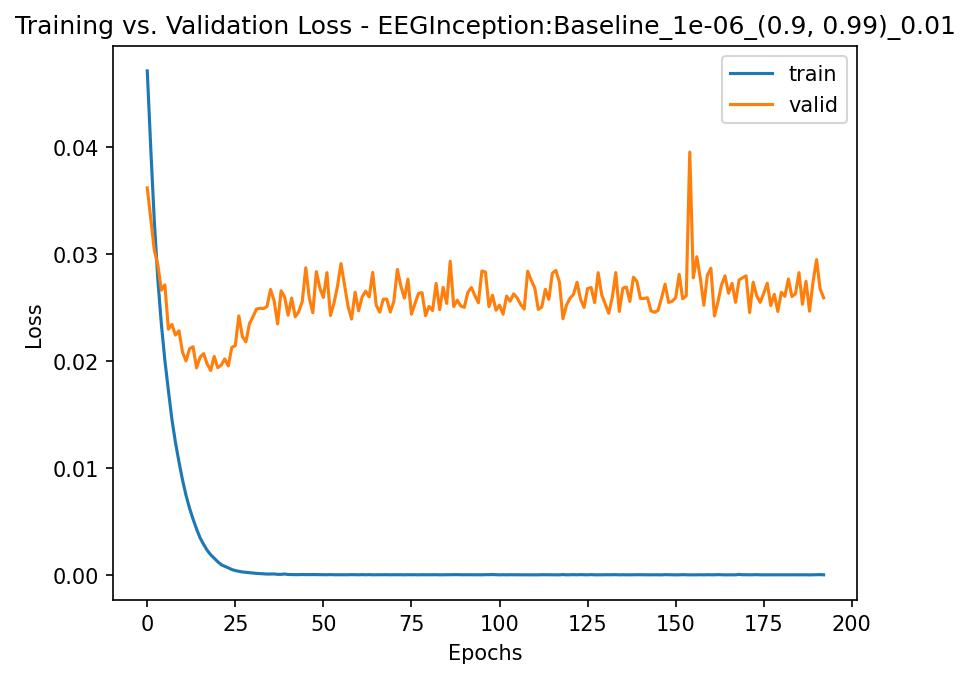 Training vs. Validation Loss - EEGInception:Baseline_1e-06_(0.9, 0.99)_0.01
train
valid
0.04
0.03
0.02
0.01
0.00
Loss
0 25 50 75 100 125 150 175 200
Epochs